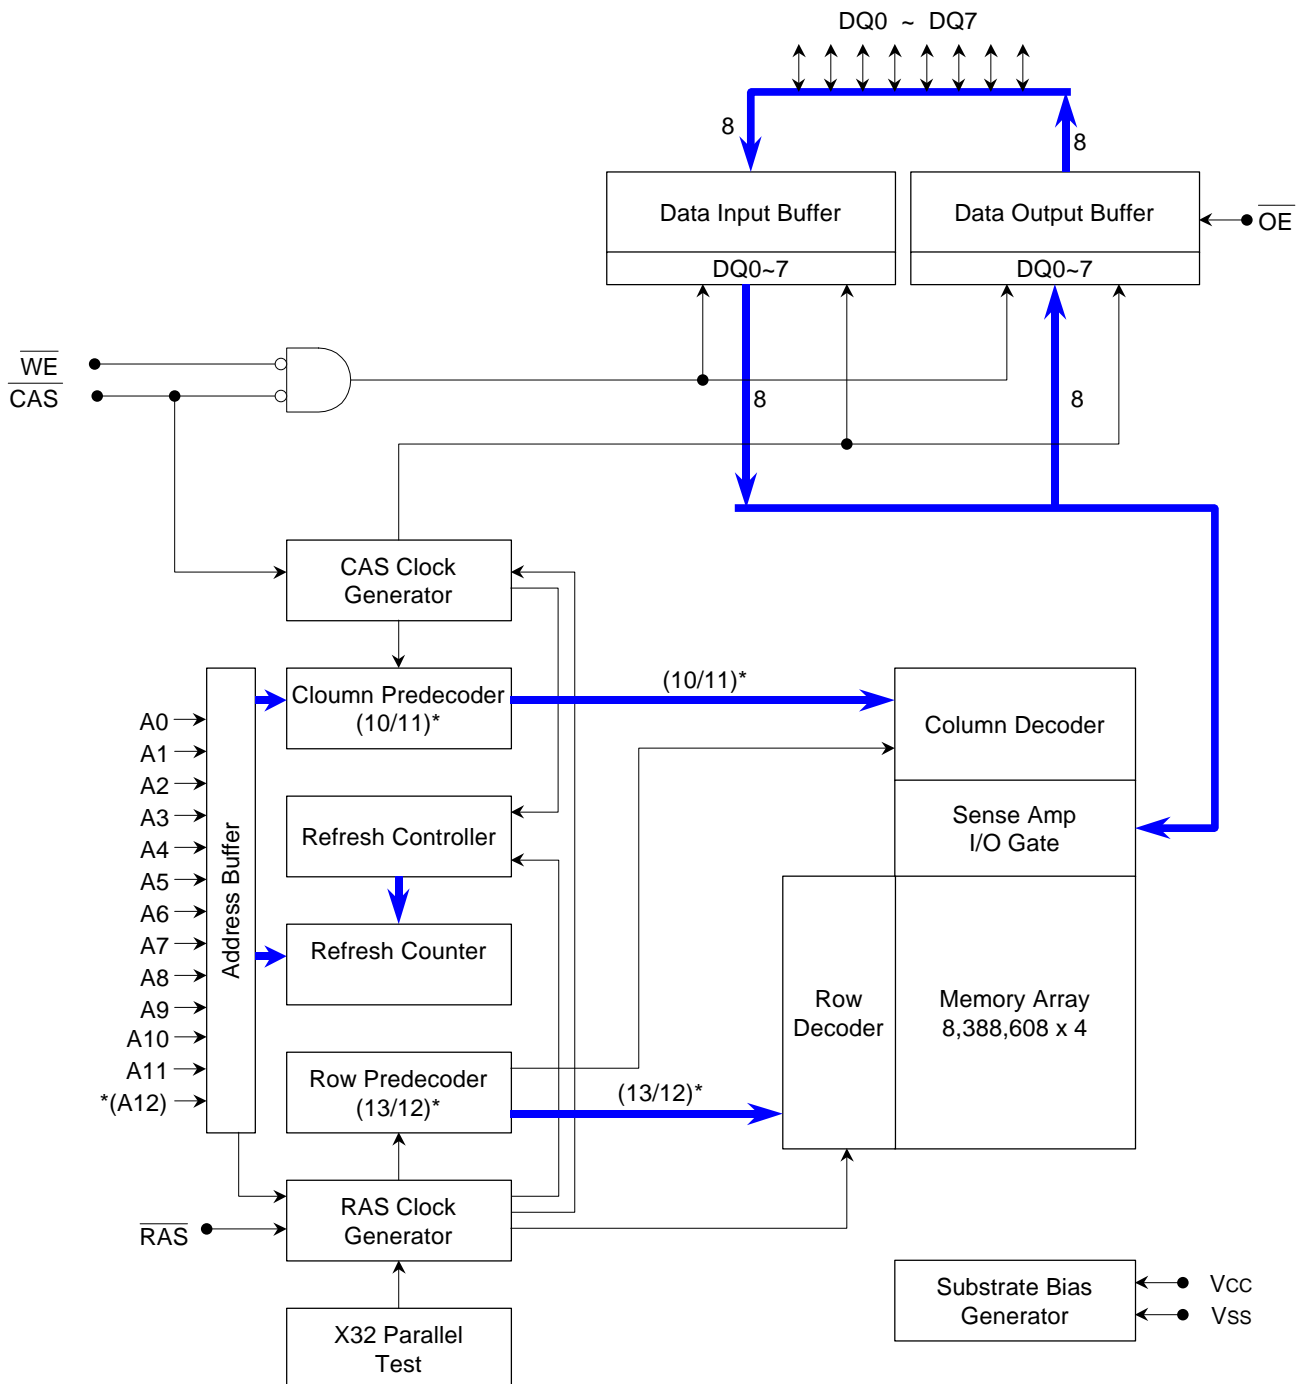 DQ0 ~ DQ7
8
8
Data Input Buffer
Data Output Buffer
OE
DQ0~7
DQ0~7
WE
CAS
8
8
CAS Clock
Generator
Cloumn Predecoder
(10/11)*
(10/11)*
Column Decoder
A0
A1
A2
A3
A4
A5
A6
A7
A8
A9
A10
A11
*(A12)
Address Buffer
Refresh Controller
Sense Amp
I/O Gate
Refresh Counter
Row
Decoder
Memory Array
8,388,608 x 4
Row Predecoder
(13/12)*
(13/12)*
RAS
RAS Clock
Generator
Substrate Bias
Generator
Vcc
Vss
X32 Parallel
Test